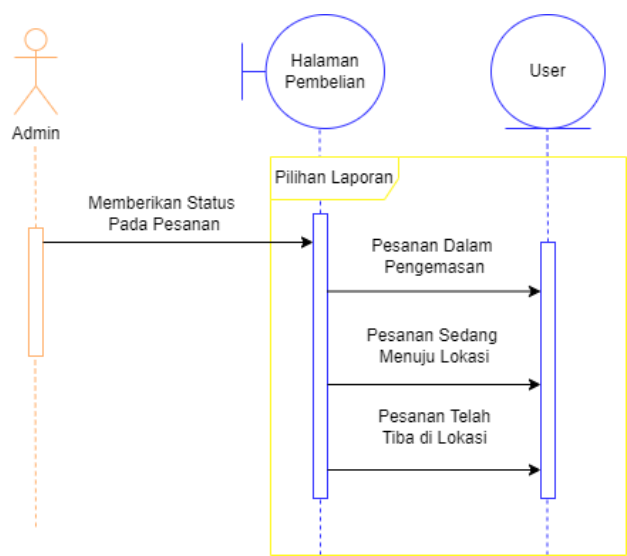 Halaman
Pembelian
User
Admin
Pilihan Laporan
Memberikan Status
Pada Pesanan
Pesanan Dalam
Pengemasan
Pesanan Sedang
Menuju Lokasi
Pesanan Telah
Tiba di Lokasi